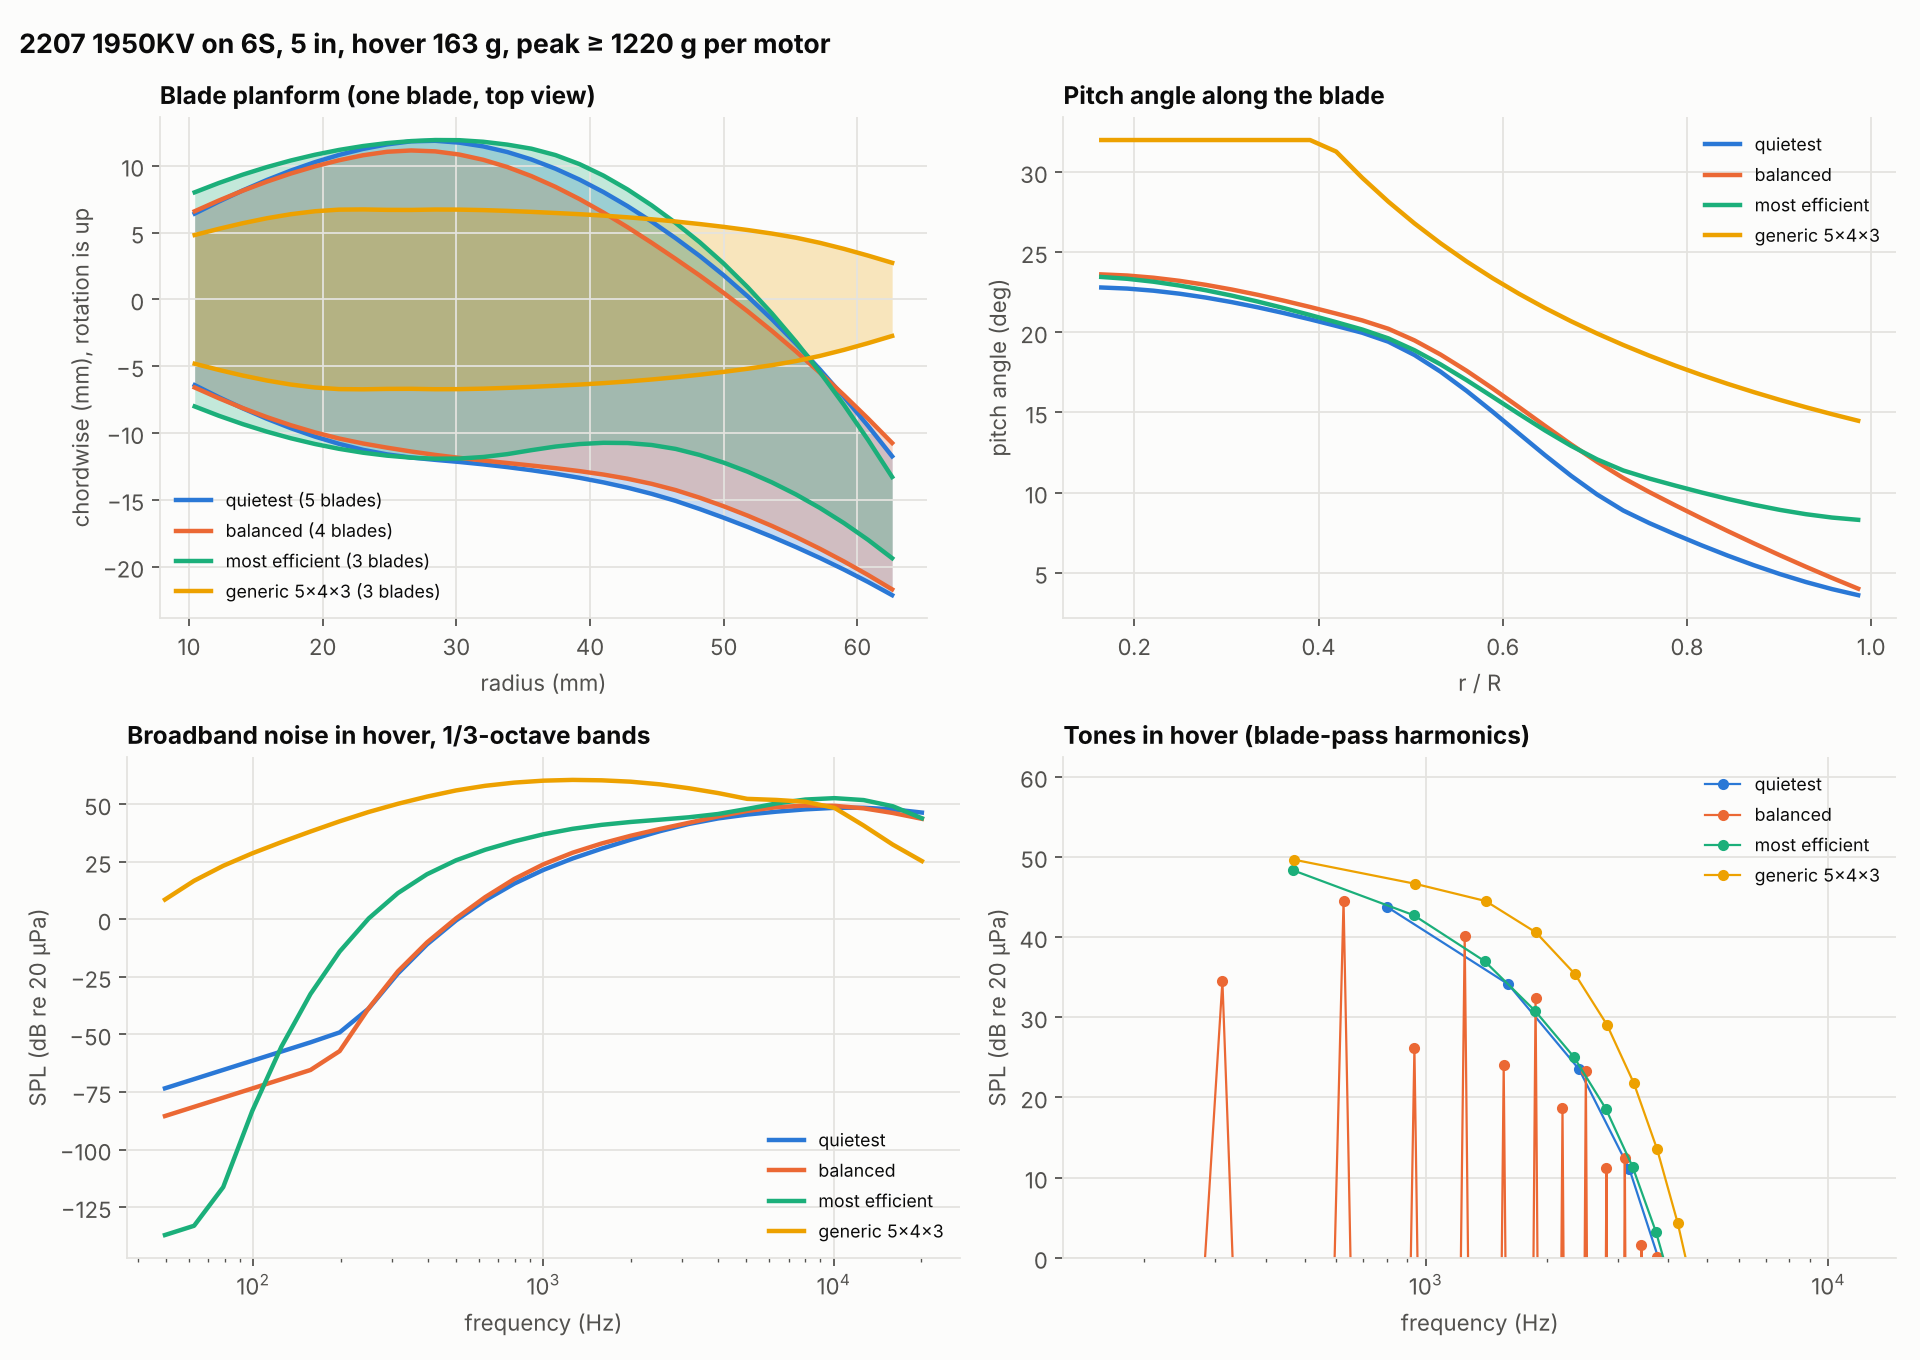 2207 1950KV on 6S, 5 in, hover 163 g, peak ≥ 1220 g per motor
Blade planform (one blade, top view)
chordwise (mm), rotation is up
10
5
0
−5
−10
−15
−20
quietest (5 blades)
balanced (4 blades)
most efficient (3 blades)
generic 5×4×3 (3 blades)
10
20
30
40
50
60
radius (mm)
Pitch angle along the blade
pitch angle (deg)
30
25
20
15
10
5
quietest
balanced
most efficient
generic 5×4×3
0.2
0.4
0.6
0.8
1.0
r / R
Broadband noise in hover, 1/3-octave bands
SPL (dB re 20 µPa)
50
25
0
−25
−50
−75
−100
−125
quietest
balanced
most efficient
generic 5×4×3
10²
10³
10⁴
frequency (Hz)
Tones in hover (blade-pass harmonics)
SPL (dB re 20 µPa)
60
50
40
30
20
10
0
quietest
balanced
most efficient
generic 5×4×3
10³
10⁴
frequency (Hz)